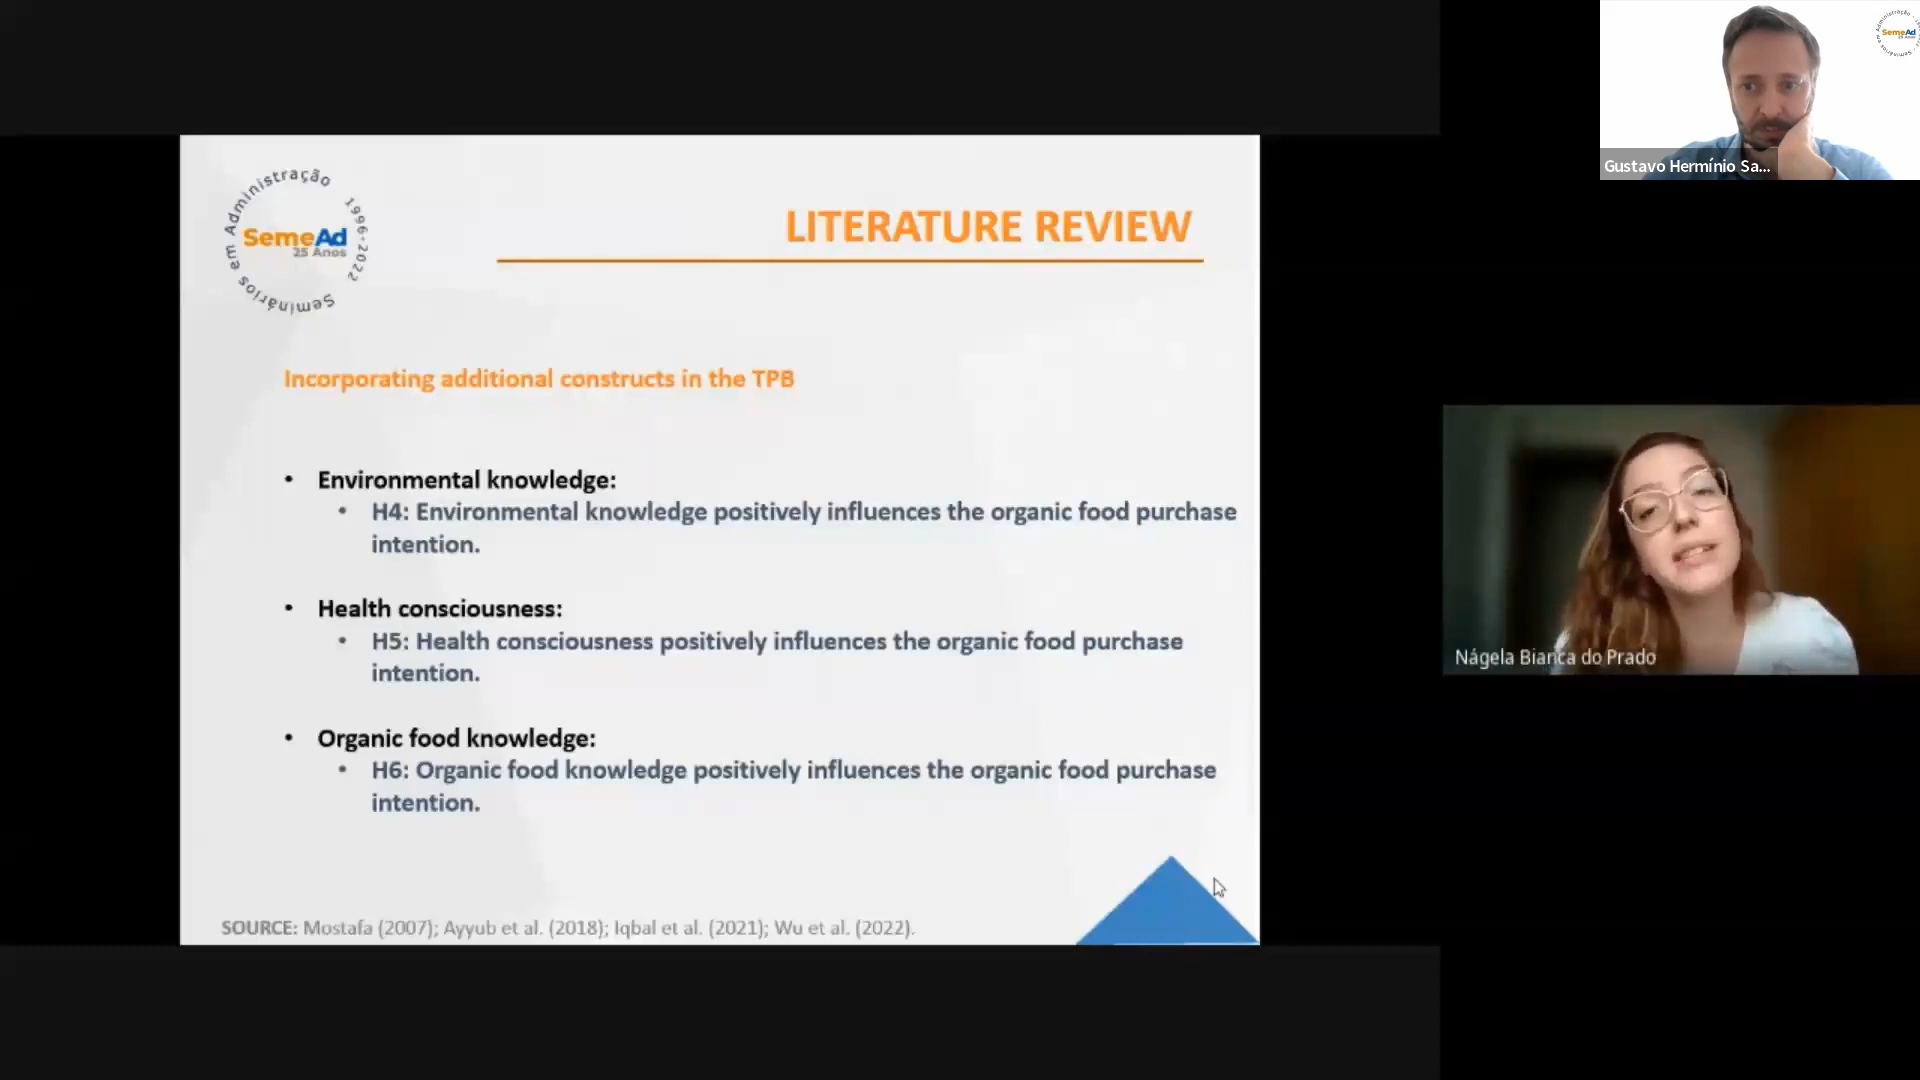 Seminários em Administração 1996-2022
SemeAd
25 Anos
LITERATURE REVIEW
Incorporating additional constructs in the TPB
• Environmental knowledge:
• H4: Environmental knowledge positively influences the organic food purchase
intention.
• Health consciousness:
• H5: Health consciousness positively influences the organic food purchase
intention.
• Organic food knowledge:
• H6: Organic food knowledge positively influences the organic food purchase
intention.
SOURCE: Mostafa (2007); Ayyub et al. (2018); Iqbal et al. (2021); Wu et al. (2022).
SemeAd
25 Anos
Gustavo Hermínio Sa...
Nágela Bianca do Prado